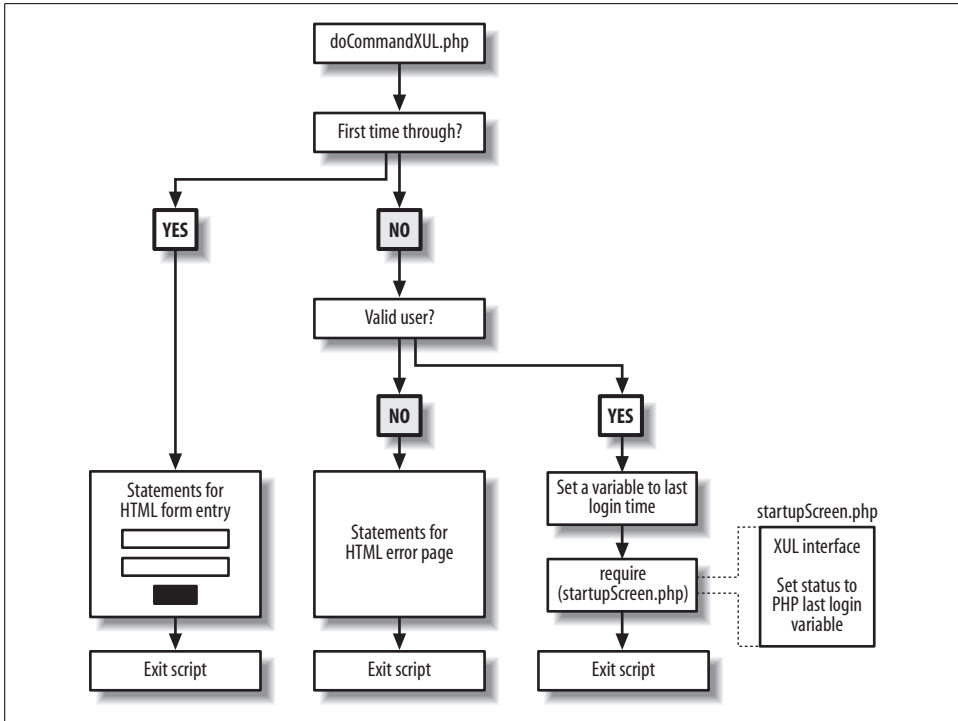 doCommandXUL.php
First time through?
YES
NO
Valid user?
NO
YES
Statements for
HTML form entry
Statements for
HTML error page
Set a variable to last
login time
require
(startupScreen.php)
startupScreen.php
XUL interface
Set status to
PHP last login
variable
Exit script
Exit script
Exit script